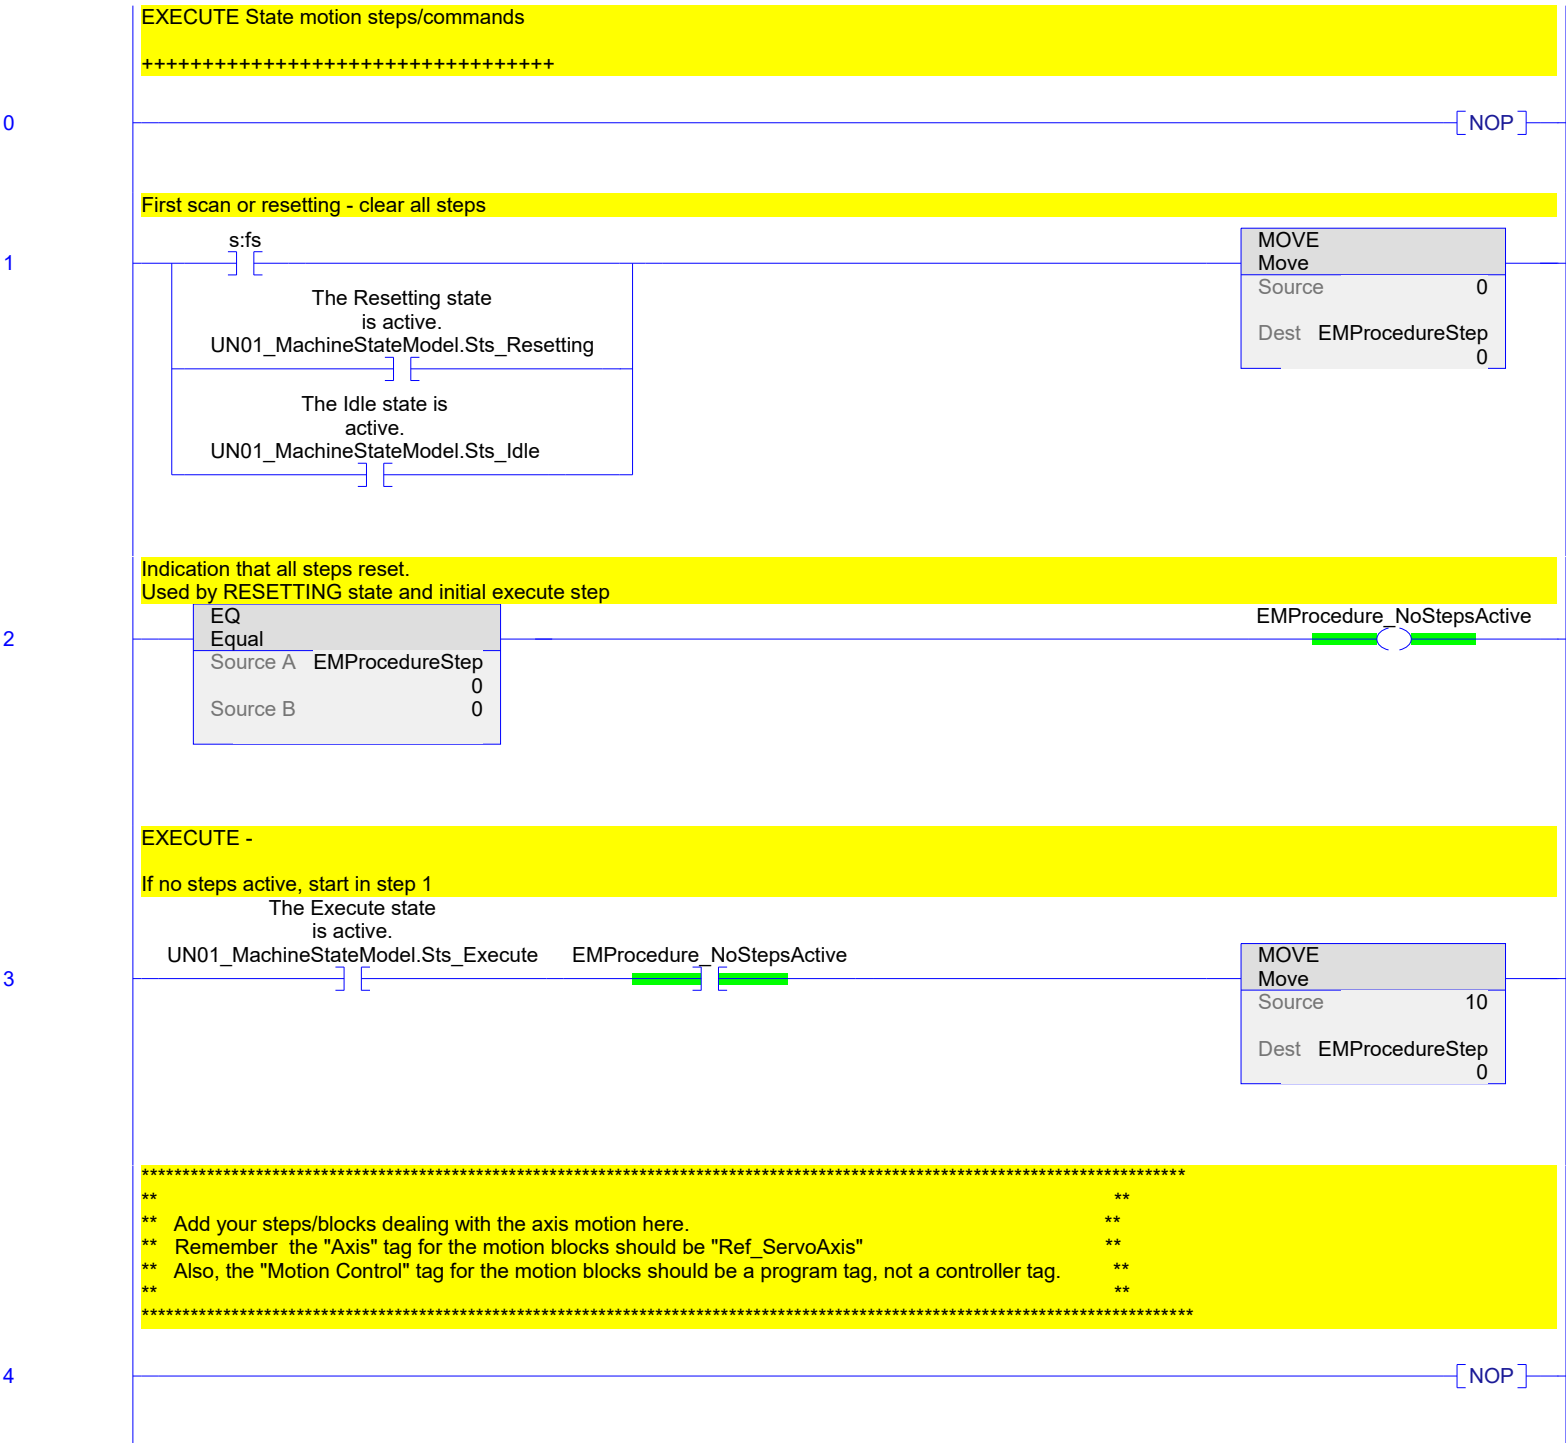 EXECUTE State motion steps/commands
++++++++++++++++++++++++++++++++++
0
NOP
First scan or resetting - clear all steps
s:fs
1
MOVE
Move
Source 0
Dest EMProcedureStep
0
The Resetting state
is active.
UN01_MachineStateModel.Sts_Resetting
The Idle state is
active.
UN01_MachineStateModel.Sts_Idle
Indication that all steps reset.
Used by RESETTING state and initial execute step
2
EQ
Equal
Source A EMProcedureStep
0
Source B 0
EMProcedure_NoStepsActive
EXECUTE -
If no steps active, start in step 1
The Execute state
is active.
UN01_MachineStateModel.Sts_Execute EMProcedure_NoStepsActive
3
MOVE
Move
Source 10
Dest EMProcedureStep
0
********************************************************************************************************************************
** **
** Add your steps/blocks dealing with the axis motion here. **
** Remember  the "Axis" tag for the motion blocks should be "Ref_ServoAxis" **
** Also, the "Motion Control" tag for the motion blocks should be a program tag, not a controller tag. **
** **
*********************************************************************************************************************************
4
NOP